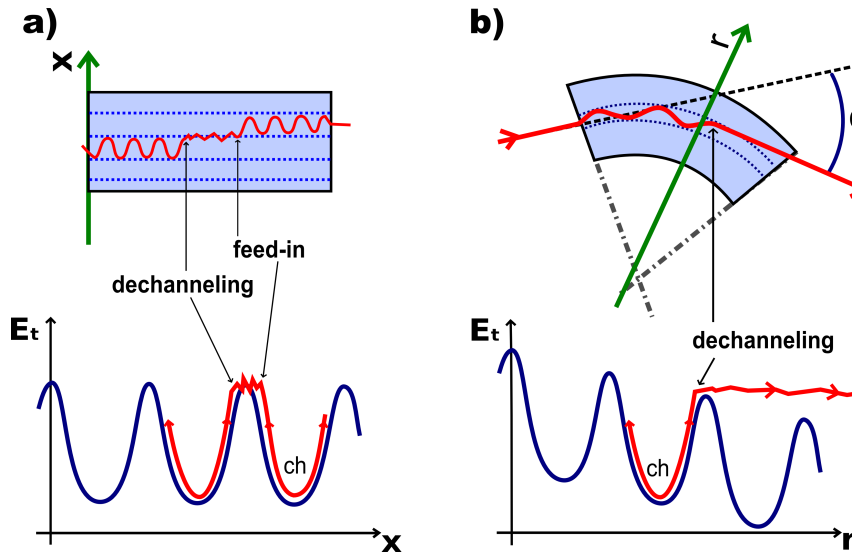 a)
X
feed-in
dechanneling
Eₜ
ch
x
b)
r
dechanneling
Eₜ
ch